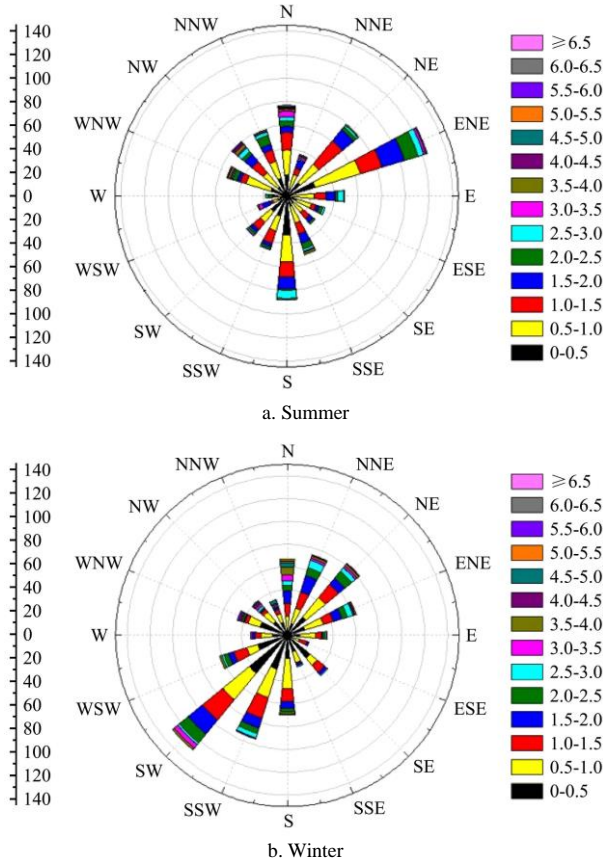 140
120
100
80
60
40
20
0
20
40
60
80
100
120
140
N
NNE
NE
ENE
E
ESE
SE
SSE
S
SSW
SW
WSW
W
WNW
NW
NNW
≥6.5
6.0-6.5
5.5-6.0
5.0-5.5
4.5-5.0
4.0-4.5
3.5-4.0
3.0-3.5
2.5-3.0
2.0-2.5
1.5-2.0
1.0-1.5
0.5-1.0
0-0.5
a. Summer
140
120
100
80
60
40
20
0
20
40
60
80
100
120
140
N
NNE
NE
ENE
E
ESE
SE
SSE
S
SSW
SW
WSW
W
WNW
NW
NNW
≥6.5
6.0-6.5
5.5-6.0
5.0-5.5
4.5-5.0
4.0-4.5
3.5-4.0
3.0-3.5
2.5-3.0
2.0-2.5
1.5-2.0
1.0-1.5
0.5-1.0
0-0.5
b. Winter